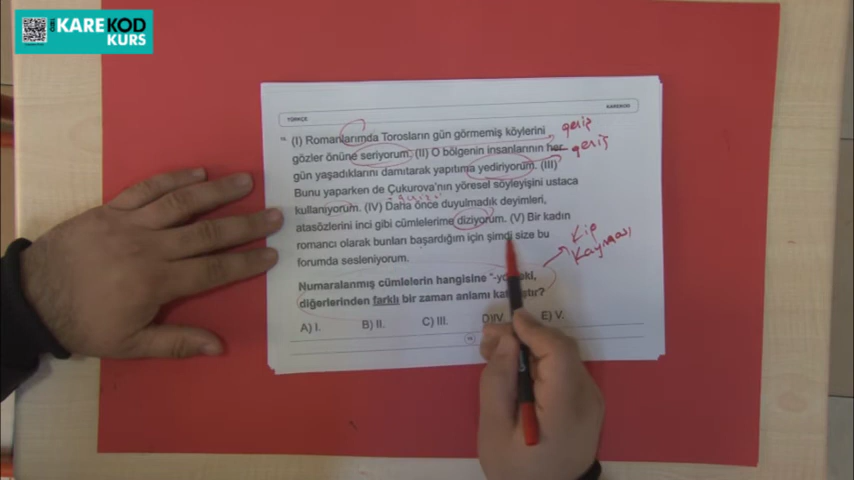 KAREKOD
KURS
TÜRKÇE
KAREKOD
(I) Romanlarımda Torosların gün görmemiş köylerini
gözler önüne seriyorum. (II) O bölgenin insanlarının her
gün yaşadıklarını damıtarak yapıtıma yediriyorum. (III)
Bunu yaparken de Çukurova'nın yöresel söyleyişini ustaca
kullanıyorum. (IV) Daha önce duyulmadık deyimleri,
atasözlerini inci gibi cümlelerime diziyorum. (V) Bir kadın
romancı olarak bunları başardığım için şimdi size bu
forumda sesleniyorum.
geniş
geniş
Kip
Kayması
Numaralanmış cümlelerin hangisine "-yor
diğerlerinden farklı bir zaman anlamı
A) I.
B) II.
C) III.
D) IV.
E) V.